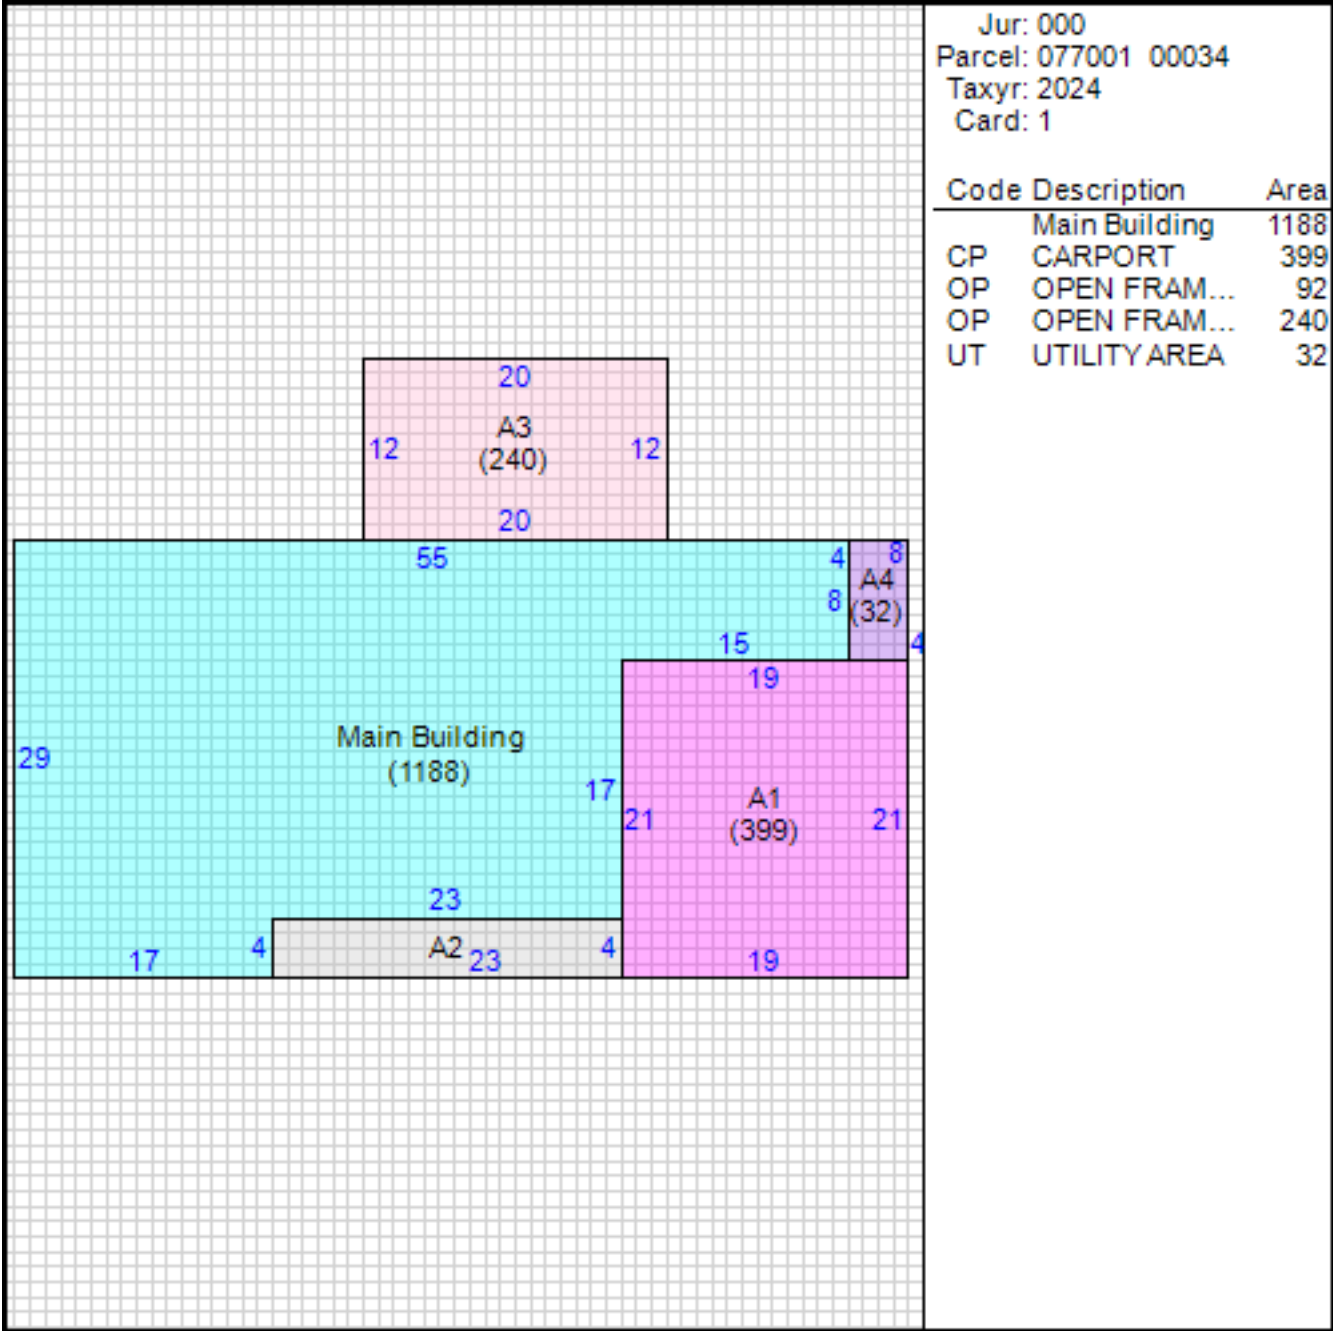 Jur: 000
Parcel: 077001 00034
Taxyr: 2024
Card: 1
Code Description Area
Main Building 1188
CP CARPORT 399
OP OPEN FRAM... 92
OP OPEN FRAM... 240
UT UTILITY AREA 32
20
A3
12 (240) 12
20
55 4 8
A4
8 (32)
15 4
19
Main Building
29 (1188)
17 A1
21 (399) 21
23
4 A2 4
17 23 19